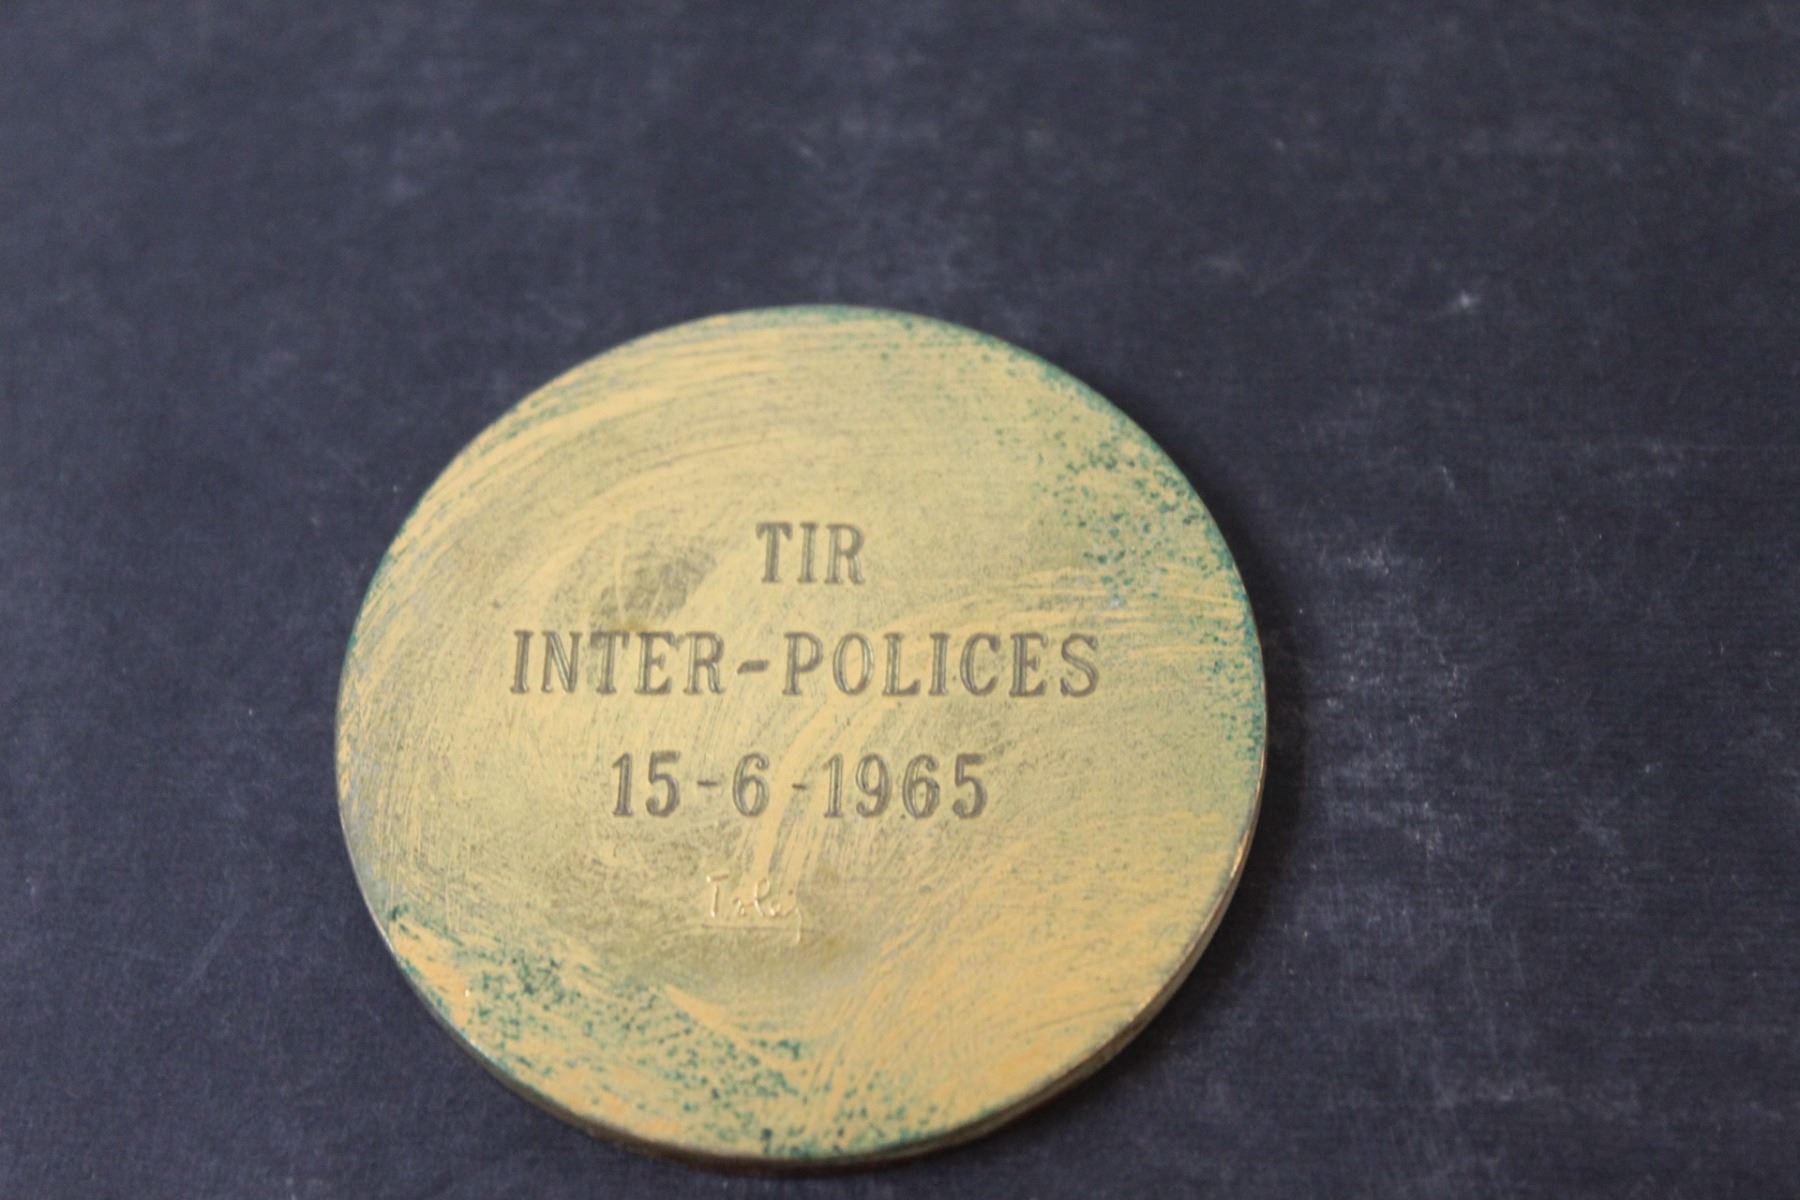 TIR
INTER-POLICES
15-6-1965